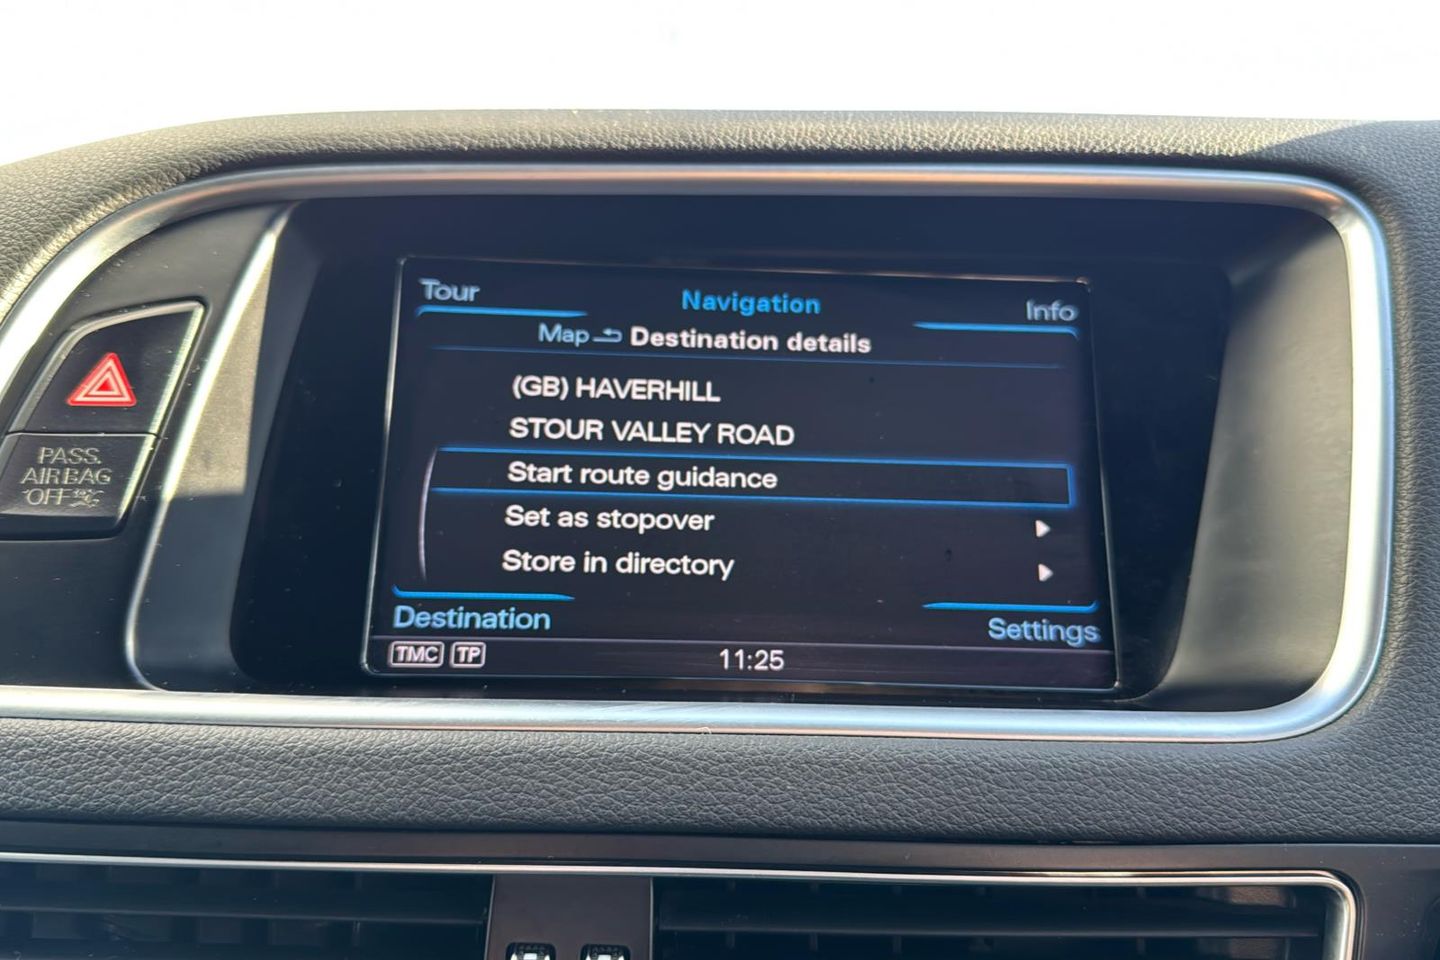 Tour
Navigation
Info
Map Destination details
(GB) HAVERHILL
STOUR VALLEY ROAD
Start route guidance
Set as stopover
Store in directory
Destination
Settings
TMC TP
11:25
PASS.
AIRBAG
OFF